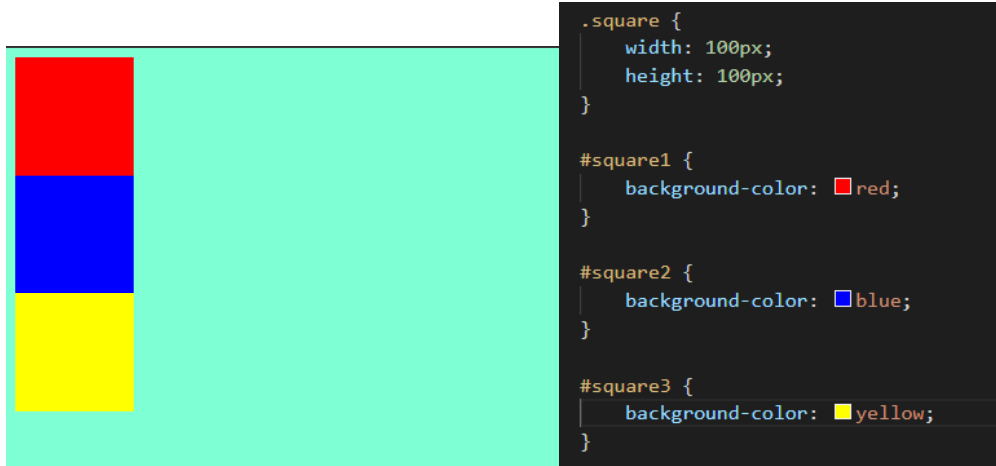 .square {
    width: 100px;
    height: 100px;
}

#square1 {
    background-color: red;
}

#square2 {
    background-color: blue;
}

#square3 {
    background-color: yellow;
}